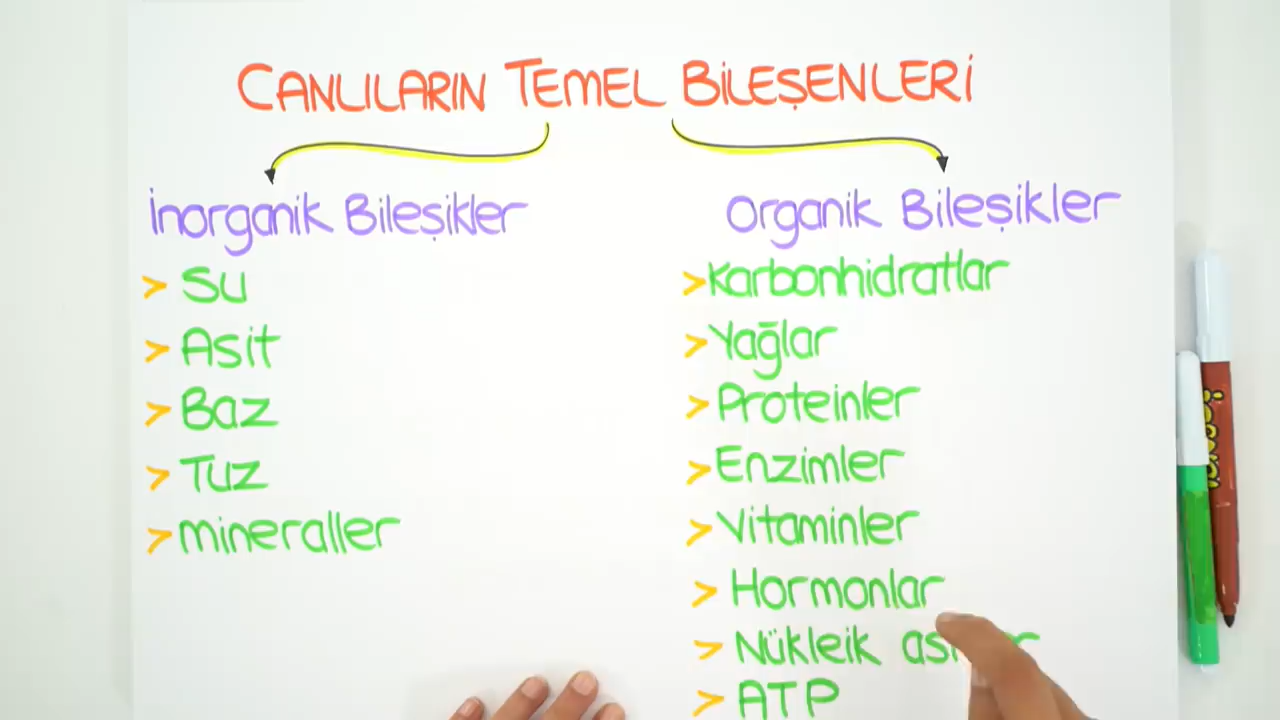 CANLILARIN TEMEL BİLEŞENLERİ
İnorganik Bileşikler
> Su
> Asit
> Baz
> Tuz
> mineraller
Organik Bileşikler
> Karbonhidratlar
> Yağlar
> Proteinler
> Enzimler
> Vitaminler
> Hormonlar
> Nükleik
> ATP